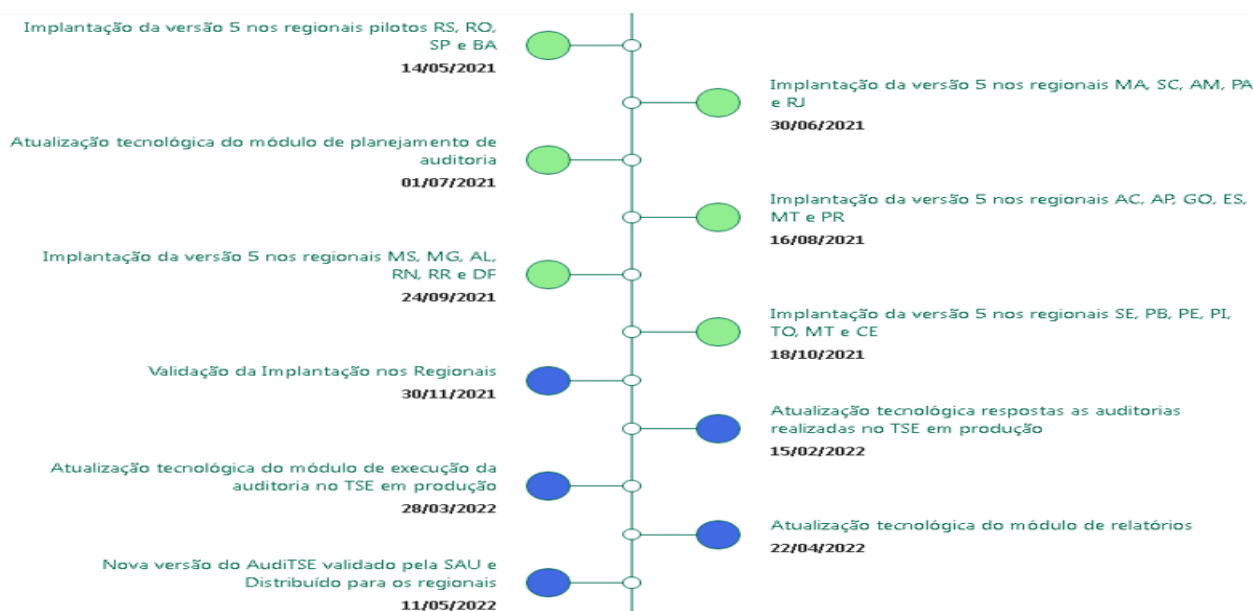 Implantação da versão 5 nos regionais pilotos RS, RO,
SP e BA
14/05/2021
Implantação da versão 5 nos regionais MA, SC, AM, PA
e RJ
30/06/2021
Atualização tecnológica do módulo de planejamento de
auditoria
01/07/2021
Implantação da versão 5 nos regionais AC, AP, GO, ES,
MT e PR
16/08/2021
Implantação da versão 5 nos regionais MS, MG, AL,
RN, RR e DF
24/09/2021
Implantação da versão 5 nos regionais SE, PB, PE, PI,
TO, MT e CE
18/10/2021
Validação da Implantação nos Regionais
30/11/2021
Atualização tecnológica respostas as auditorias
realizadas no TSE em produção
15/02/2022
Atualização tecnológica do módulo de execução da
auditoria no TSE em produção
28/03/2022
Atualização tecnológica do módulo de relatórios
22/04/2022
Nova versão do AudiTSE validado pela SAU e
Distribuído para os regionais
11/05/2022